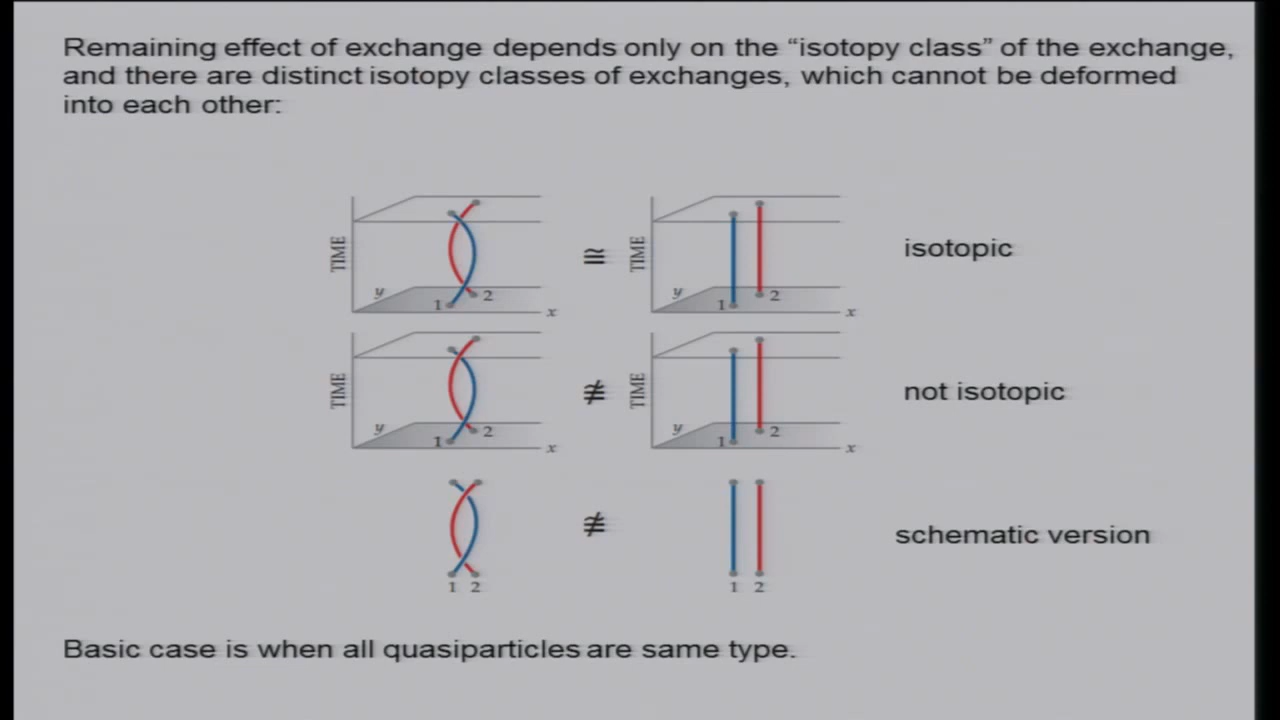 Remaining effect of exchange depends only on the “isotopy class” of the exchange,
and there are distinct isotopy classes of exchanges, which cannot be deformed
into each other:
TIME y 1 2 x ≅ TIME y 1 2 x isotopic
TIME y 1 2 x ≇ TIME y 1 2 x not isotopic
≇ schematic version
1 2 1 2
Basic case is when all quasiparticles are same type.